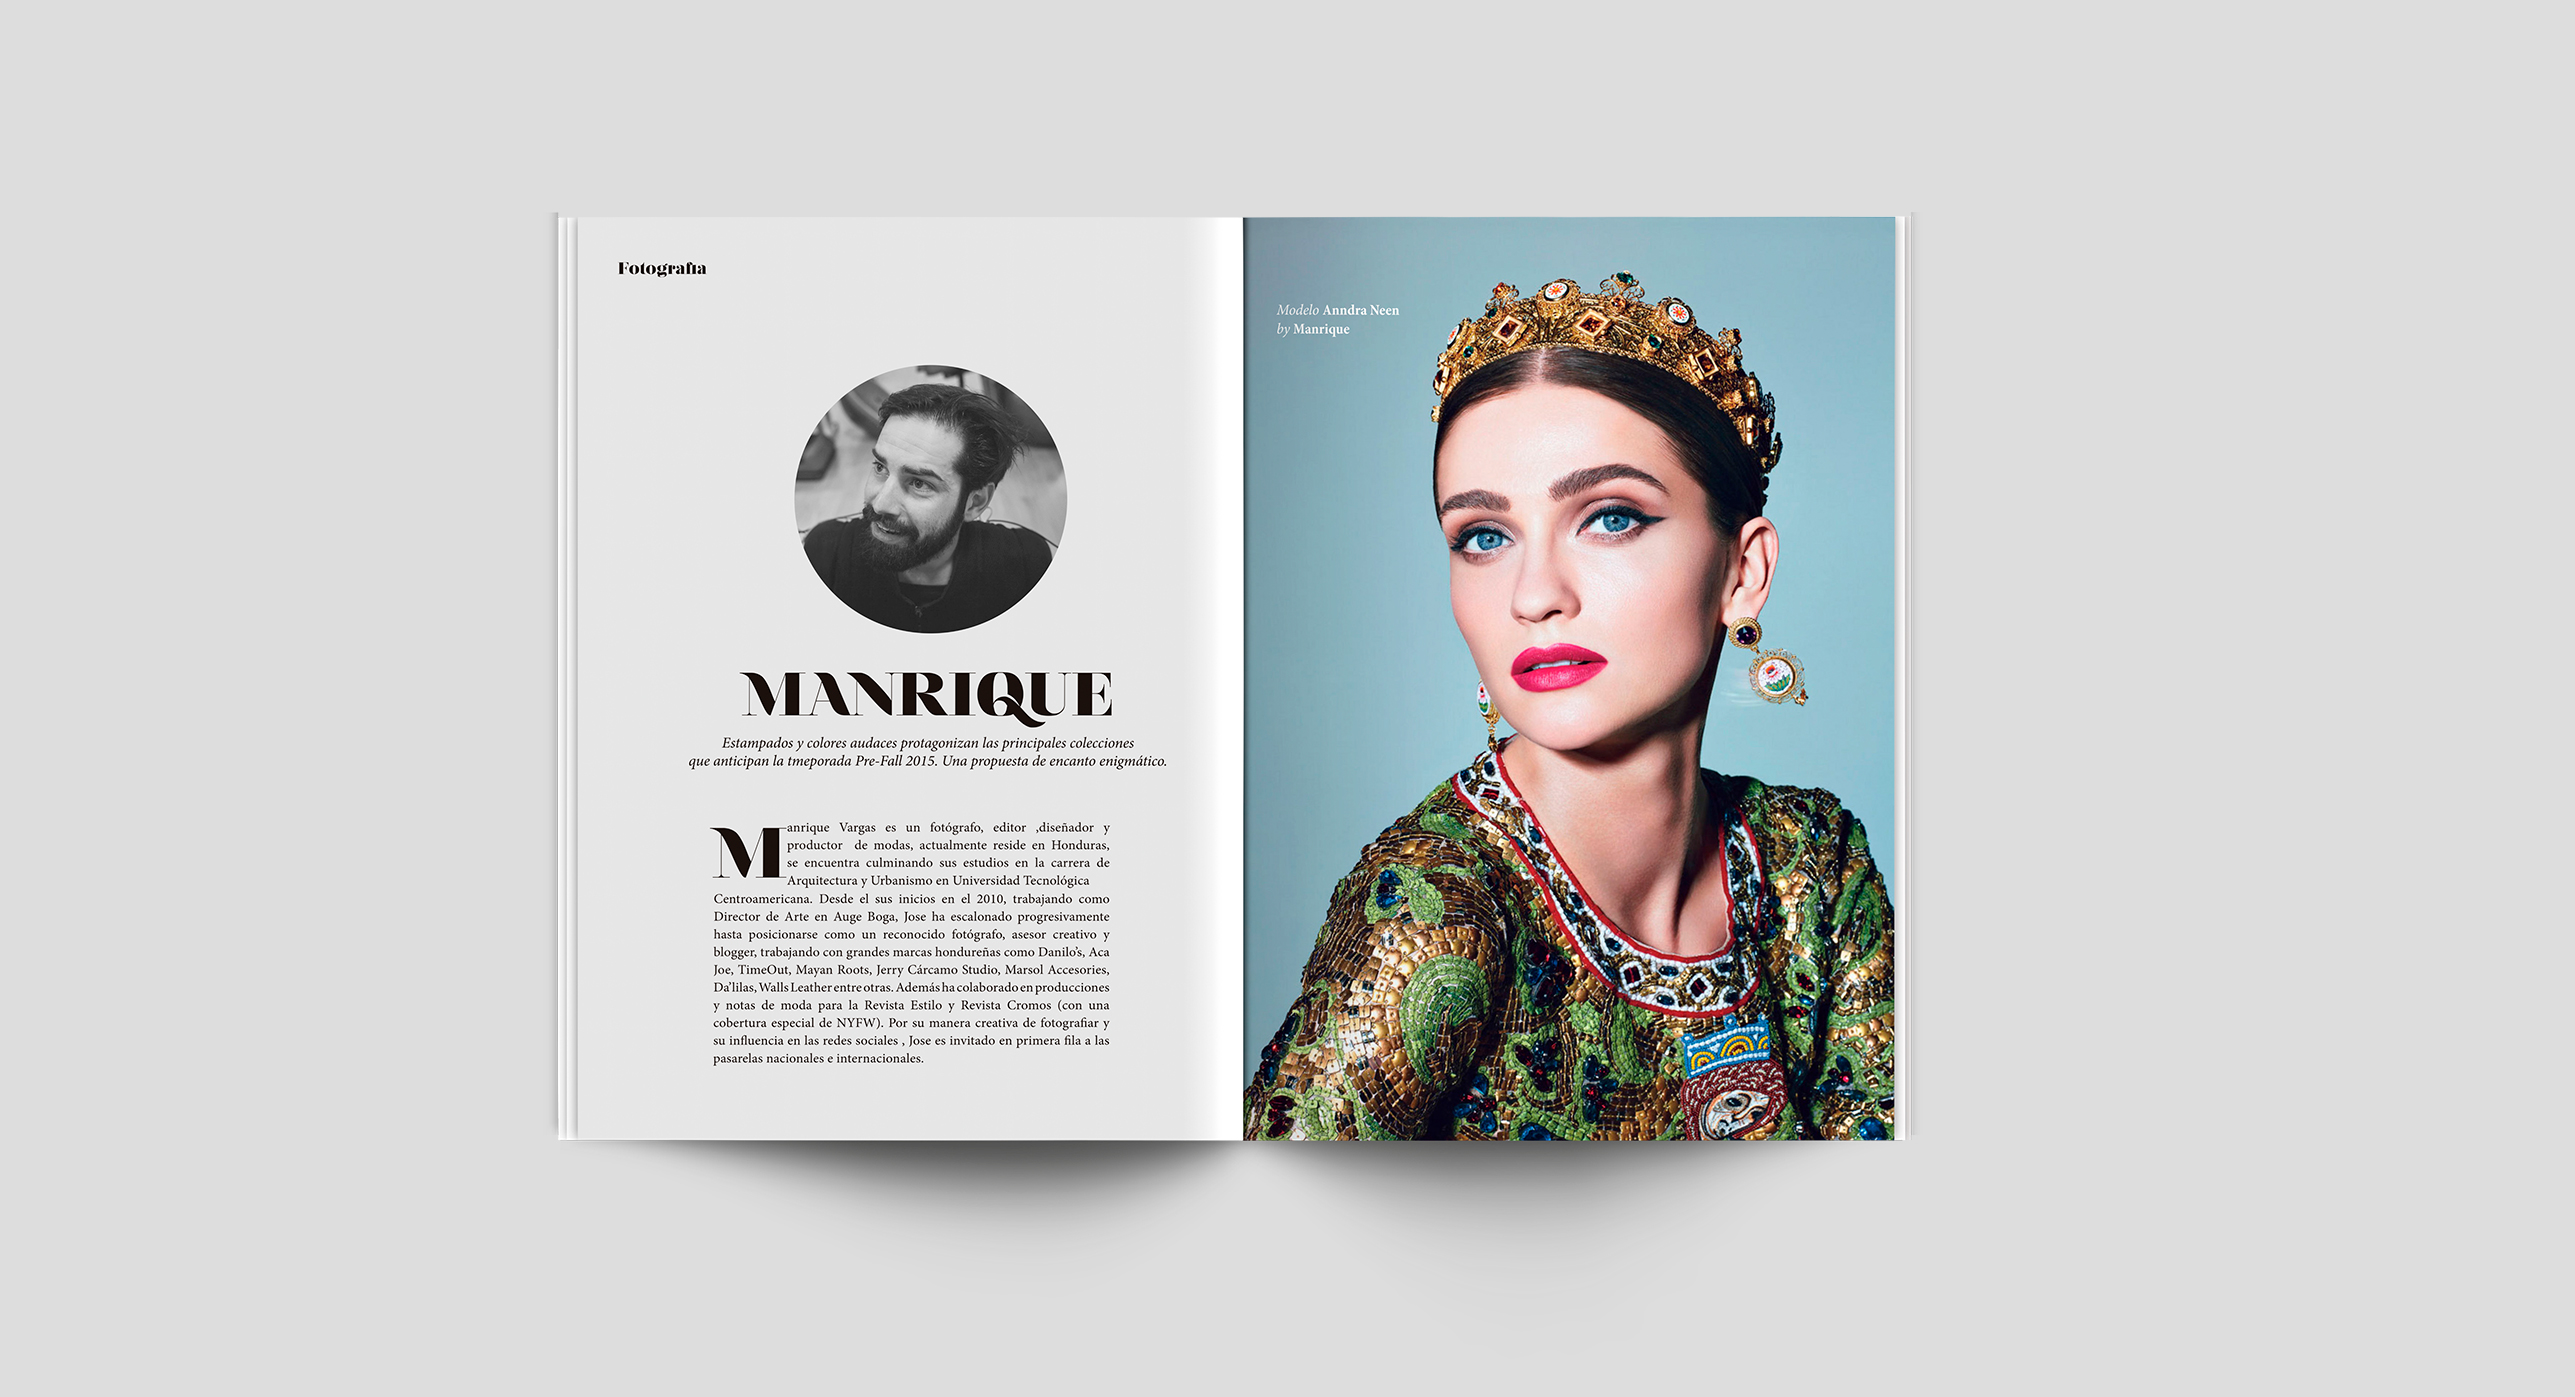 Fotografia
MANRIQUE
Estampados y colores audaces protagonizan las principales colecciones
que anticipan la tmeporada Pre-Fall 2015. Una propuesta de encanto enigmático.
Manrique Vargas es un fotógrafo, editor ,diseñador y
productor de modas, actualmente reside en Honduras,
se encuentra culminando sus estudios en la carrera de
Arquitectura y Urbanismo en Universidad Tecnológica
Centroamericana. Desde el sus inicios en el 2010, trabajando como
Director de Arte en Auge Boga, Jose ha escalonado progresivamente
hasta posicionarse como un reconocido fotógrafo, asesor creativo y
blogger, trabajando con grandes marcas hondureñas como Danilo's, Aca
Joe, TimeOut, Mayan Roots, Jerry Cárcamo Studio, Marsol Accesories,
Da'lilas, Walls Leather entre otras. Además ha colaborado en producciones
y notas de moda para la Revista Estilo y Revista Cromos (con una
cobertura especial de NYFW). Por su manera creativa de fotografiar y
su influencia en las redes sociales , Jose es invitado en primera fila a las
pasarelas nacionales e internacionales.
Modelo Anndra Neen
by Manrique